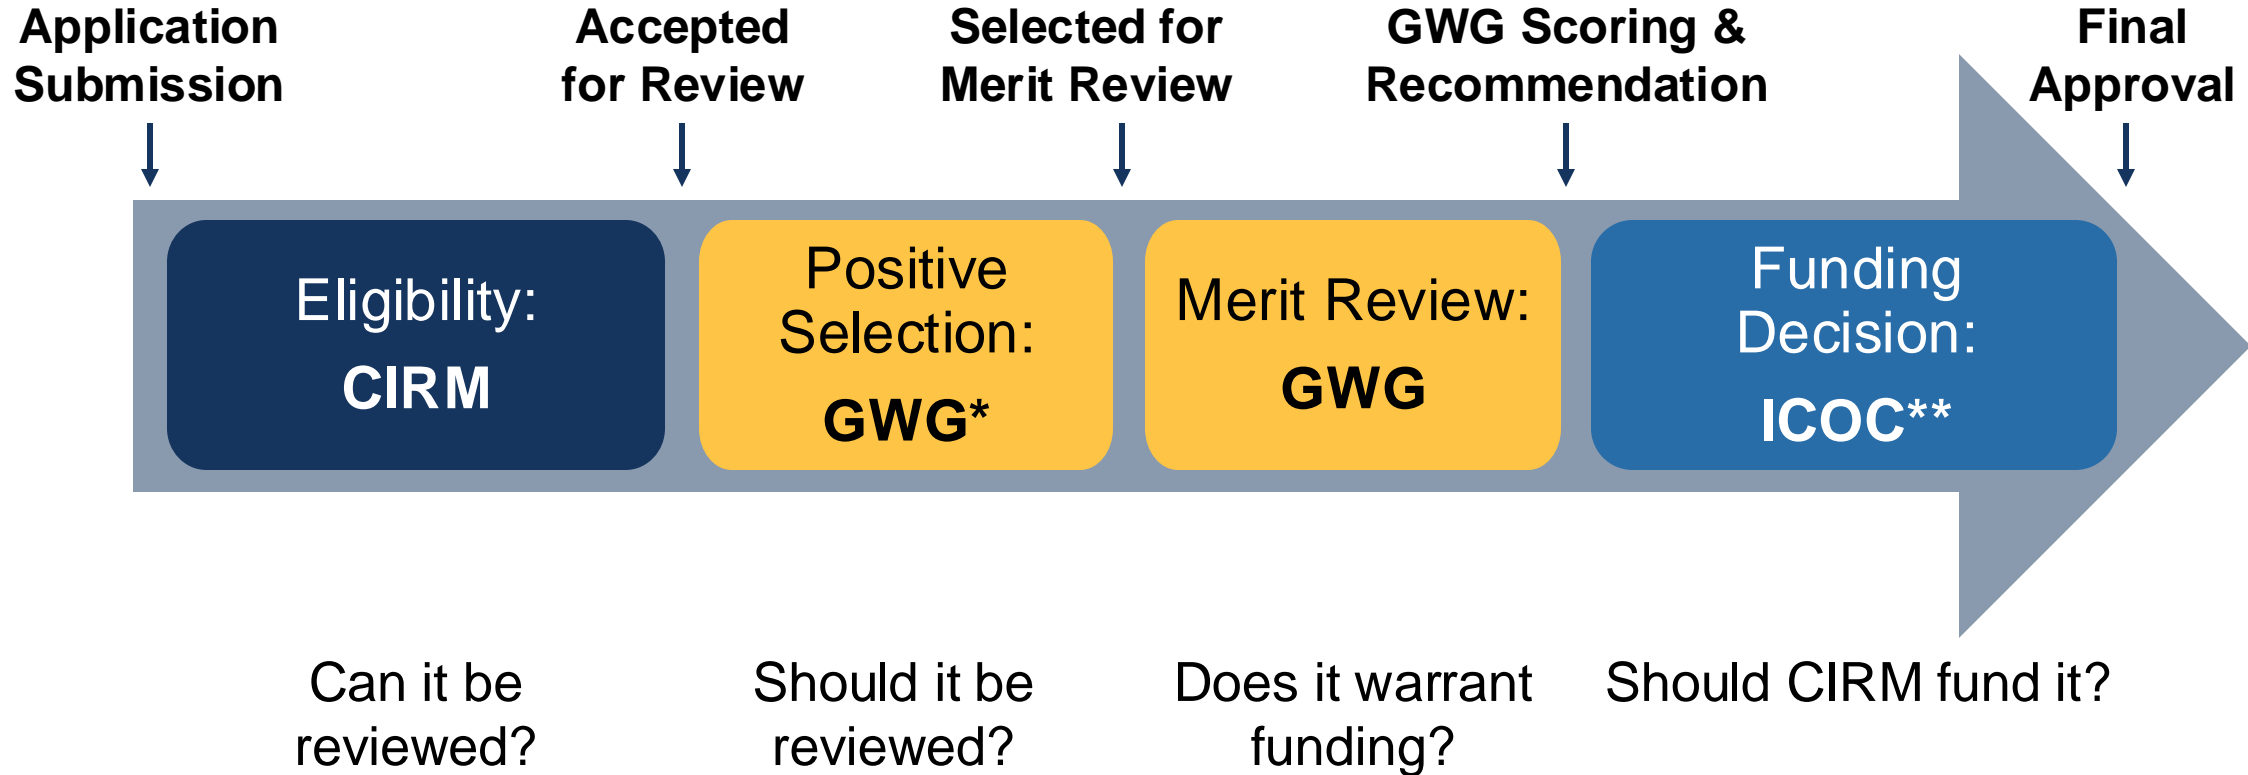 Application
Submission
Accepted
for Review
Selected for
Merit Review
GWG Scoring &
Recommendation
Final
Approval
Eligibility:
CIRM
Positive
Selection:
GWG*
Merit Review:
GWG
Funding
Decision:
ICOC**
Can it be
reviewed?
Should it be
reviewed?
Does it warrant
funding?
Should CIRM fund it?